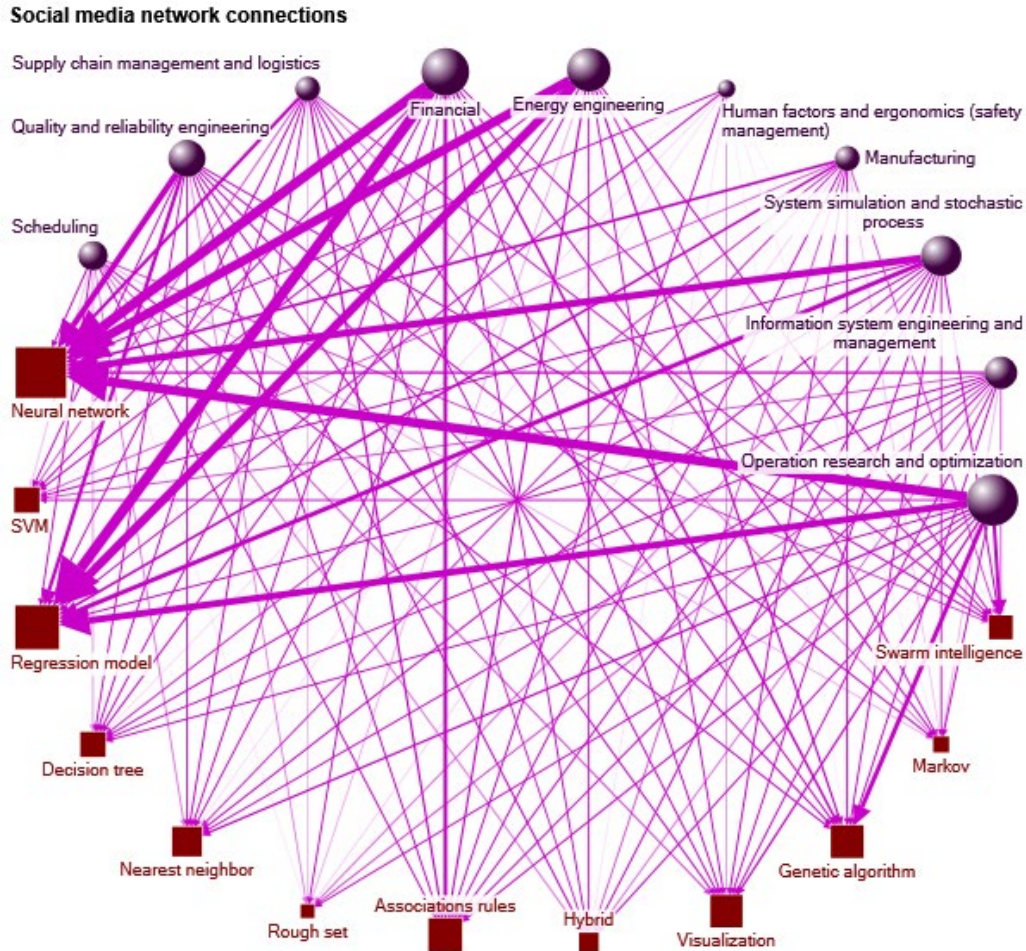 Social media network connections
Supply chain management and logistics
Financial
Energy engineering
Human factors and ergonomics (safety
management)
Quality and reliability engineering
Manufacturing
System simulation and stochastic
process
Scheduling
Information system engineering and
management
Neural network
Operation research and optimization
SVM
Regression model
Swarm intelligence
Decision tree
Markov
Nearest neighbor
Genetic algorithm
Rough set
Associations rules
Hybrid
Visualization